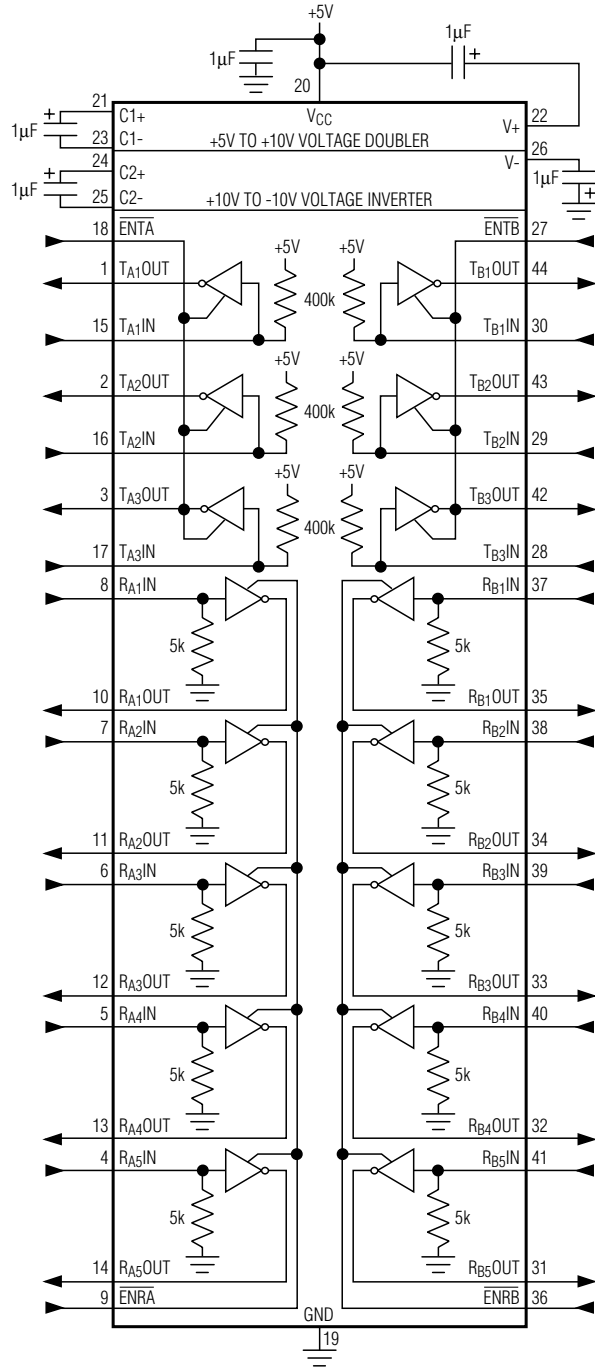 +5V
1µF
1µF +
20
21 C1+ VCC V+ 22
+
1µF
23 C1- +5V TO +10V VOLTAGE DOUBLER
24 C2+ V- 26
+
1µF
1µF
+
25 C2- +10V TO -10V VOLTAGE INVERTER
18 ENTA ENTB 27
+5V +5V
1 TA1OUT TB1OUT 44
400k
15 TA1IN TB1IN 30
+5V +5V
2 TA2OUT TB2OUT 43
400k
16 TA2IN TB2IN 29
+5V +5V
3 TA3OUT TB3OUT 42
400k
17 TA3IN TB3IN 28
8 RA1IN RB1IN 37
5k 5k
10 RA1OUT RB1OUT 35
7 RA2IN RB2IN 38
5k 5k
11 RA2OUT RB2OUT 34
6 RA3IN RB3IN 39
5k 5k
12 RA3OUT RB3OUT 33
5 RA4IN RB4IN 40
5k 5k
13 RA4OUT RB4OUT 32
4 RA5IN RB5IN 41
5k 5k
14 RA5OUT RB5OUT 31
9 ENRA ENRB 36
GND
19